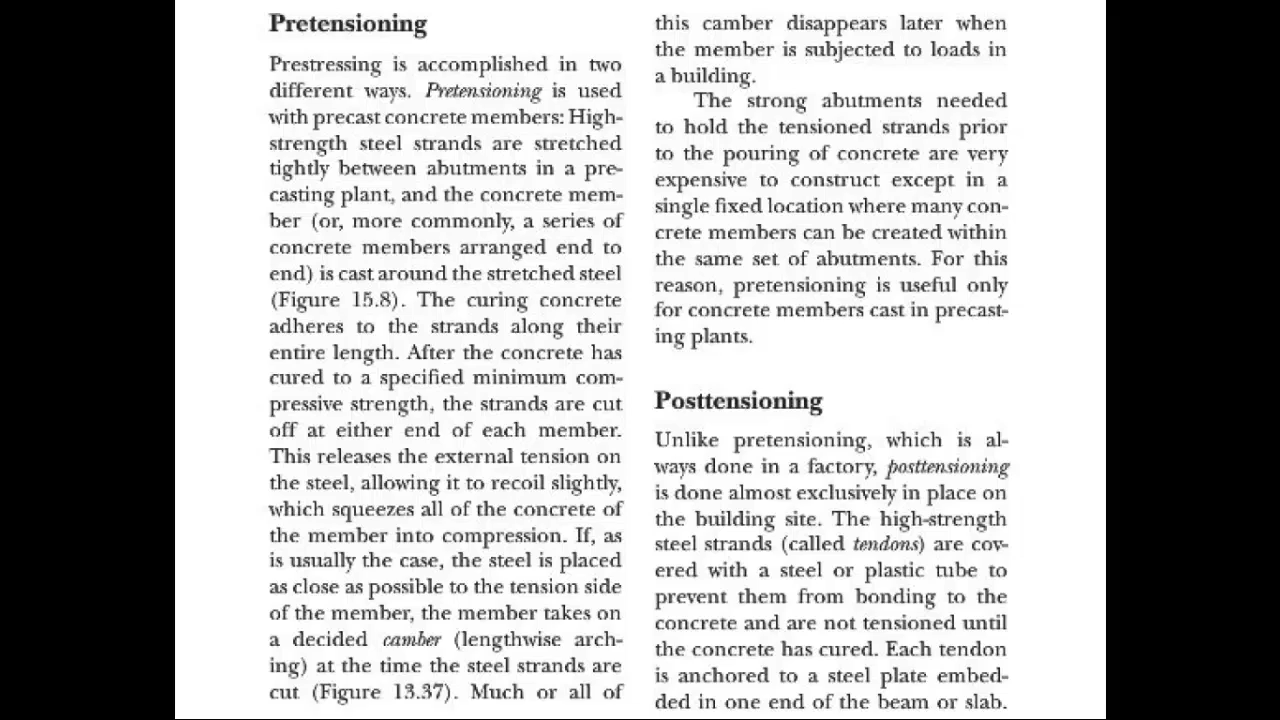 Pretensioning
Prestressing is accomplished in two
different ways. Pretensioning is used
with precast concrete members: High-
strength steel strands are stretched
tightly between abutments in a pre-
casting plant, and the concrete mem-
ber (or, more commonly, a series of
concrete members arranged end to
end) is cast around the stretched steel
(Figure 15.8). The curing concrete
adheres to the strands along their
entire length. After the concrete has
cured to a specified minimum com-
pressive strength, the strands are cut
off at either end of each member.
This releases the external tension on
the steel, allowing it to recoil slightly,
which squeezes all of the concrete of
the member into compression. If, as
is usually the case, the steel is placed
as close as possible to the tension side
of the member, the member takes on
a decided camber (lengthwise arch-
ing) at the time the steel strands are
cut (Figure 13.37). Much or all of
this camber disappears later when
the member is subjected to loads in
a building.
The strong abutments needed
to hold the tensioned strands prior
to the pouring of concrete are very
expensive to construct except in a
single fixed location where many con-
crete members can be created within
the same set of abutments. For this
reason, pretensioning is useful only
for concrete members cast in precast-
ing plants.
Posttensioning
Unlike pretensioning, which is al-
ways done in a factory, posttensioning
is done almost exclusively in place on
the building site. The high-strength
steel strands (called tendons) are cov-
ered with a steel or plastic tube to
prevent them from bonding to the
concrete and are not tensioned until
the concrete has cured. Each tendon
is anchored to a steel plate embed-
ded in one end of the beam or slab.